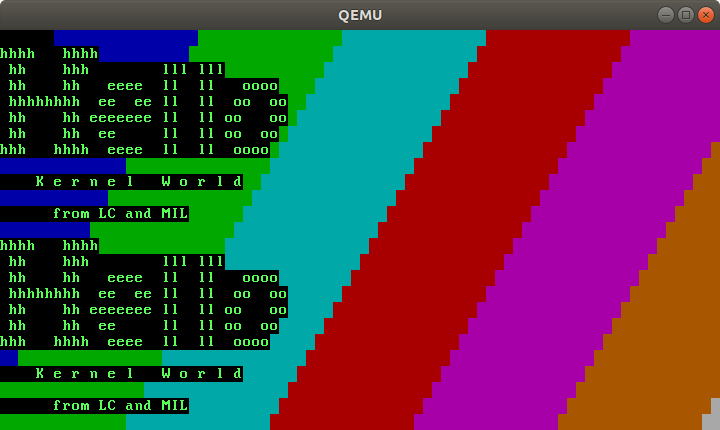 QEMU
hhhh   hhhh
 hh    hhh        lll lll
 hh    hh   eeee  ll  ll   oooo
 hhhhhhhh  ee  ee ll  ll  oo  oo
 hh    hh eeeeeee ll  ll oo   oo
 hh    hh  ee     ll  ll oo  oo
hhh   hhhh  eeee  ll  ll  oooo
    K e r n e l   W o r l d
      from LC and MIL
hhhh   hhhh
 hh    hhh        lll lll
 hh    hh   eeee  ll  ll   oooo
 hhhhhhhh  ee  ee ll  ll  oo  oo
 hh    hh eeeeeee ll  ll oo   oo
 hh    hh  ee     ll  ll oo  oo
hhh   hhhh  eeee  ll  ll  oooo
    K e r n e l   W o r l d
      from LC and MIL